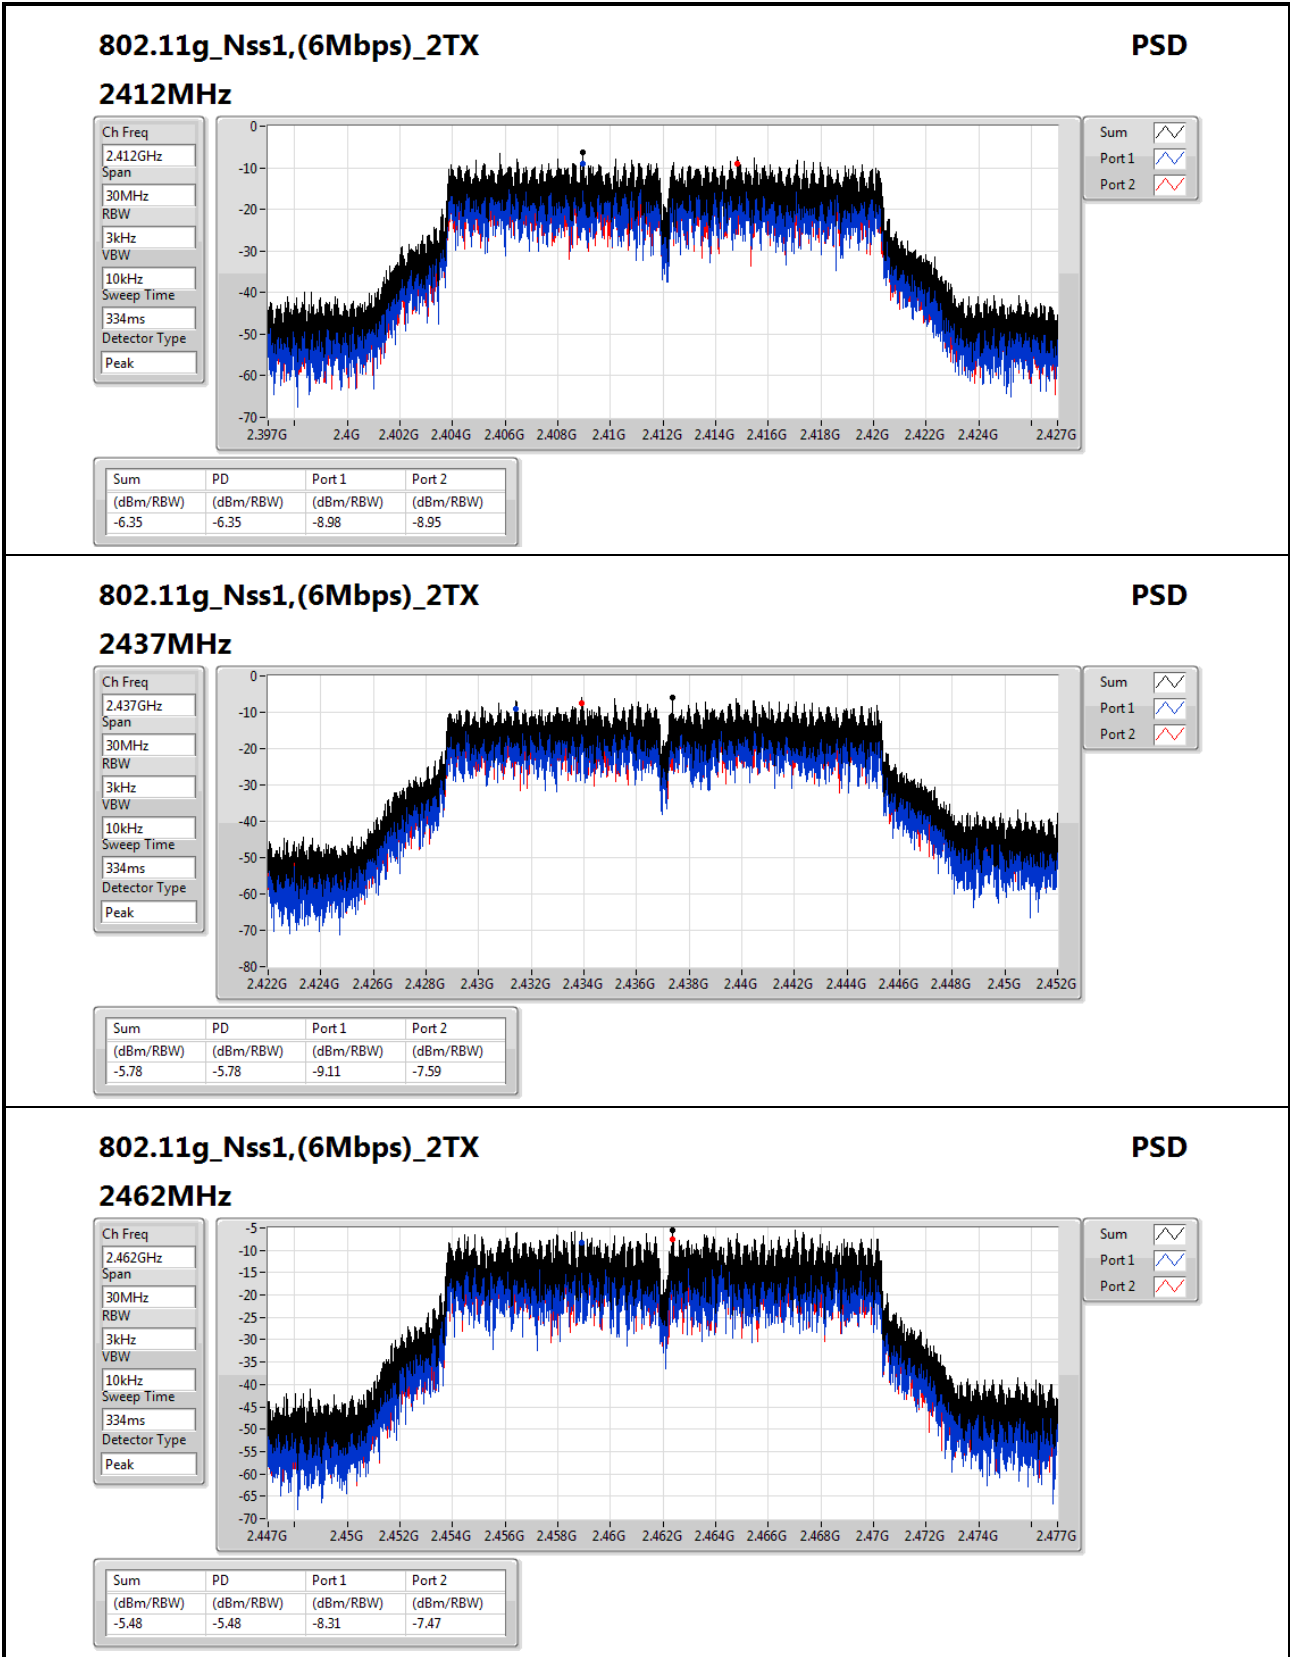 802.11g_Nss1,(6Mbps)_2TX PSD
2412MHz
Ch Freq
2.412GHz
Span
30MHz
RBW
3kHz
VBW
10kHz
Sweep Time
334ms
Detector Type
Peak
0
-10
-20
-30
-40
-50
-60
-70
2.397G 2.4G 2.402G 2.404G 2.406G 2.408G 2.41G 2.412G 2.414G 2.416G 2.418G 2.42G 2.422G 2.424G 2.427G
Sum
Port 1
Port 2
Sum PD Port 1 Port 2
(dBm/RBW) (dBm/RBW) (dBm/RBW) (dBm/RBW)
-6.35 -6.35 -8.98 -8.95
802.11g_Nss1,(6Mbps)_2TX PSD
2437MHz
Ch Freq
2.437GHz
Span
30MHz
RBW
3kHz
VBW
10kHz
Sweep Time
334ms
Detector Type
Peak
0
-10
-20
-30
-40
-50
-60
-70
-80
2.422G 2.424G 2.426G 2.428G 2.43G 2.432G 2.434G 2.436G 2.438G 2.44G 2.442G 2.444G 2.446G 2.448G 2.45G 2.452G
Sum
Port 1
Port 2
Sum PD Port 1 Port 2
(dBm/RBW) (dBm/RBW) (dBm/RBW) (dBm/RBW)
-5.78 -5.78 -9.11 -7.59
802.11g_Nss1,(6Mbps)_2TX PSD
2462MHz
Ch Freq
2.462GHz
Span
30MHz
RBW
3kHz
VBW
10kHz
Sweep Time
334ms
Detector Type
Peak
-5
-10
-15
-20
-25
-30
-35
-40
-45
-50
-55
-60
-65
-70
2.447G 2.45G 2.452G 2.454G 2.456G 2.458G 2.46G 2.462G 2.464G 2.466G 2.468G 2.47G 2.472G 2.474G 2.477G
Sum
Port 1
Port 2
Sum PD Port 1 Port 2
(dBm/RBW) (dBm/RBW) (dBm/RBW) (dBm/RBW)
-5.48 -5.48 -8.31 -7.47